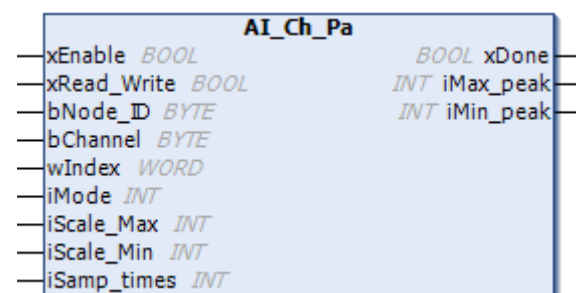 AI_Ch_Pa
xEnable BOOL BOOL xDone
xRead_Write BOOL INT iMax_peak
bNode_ID BYTE INT iMin_peak
bChannel BYTE
wIndex WORD
iMode INT
iScale_Max INT
iScale_Min INT
iSamp_times INT